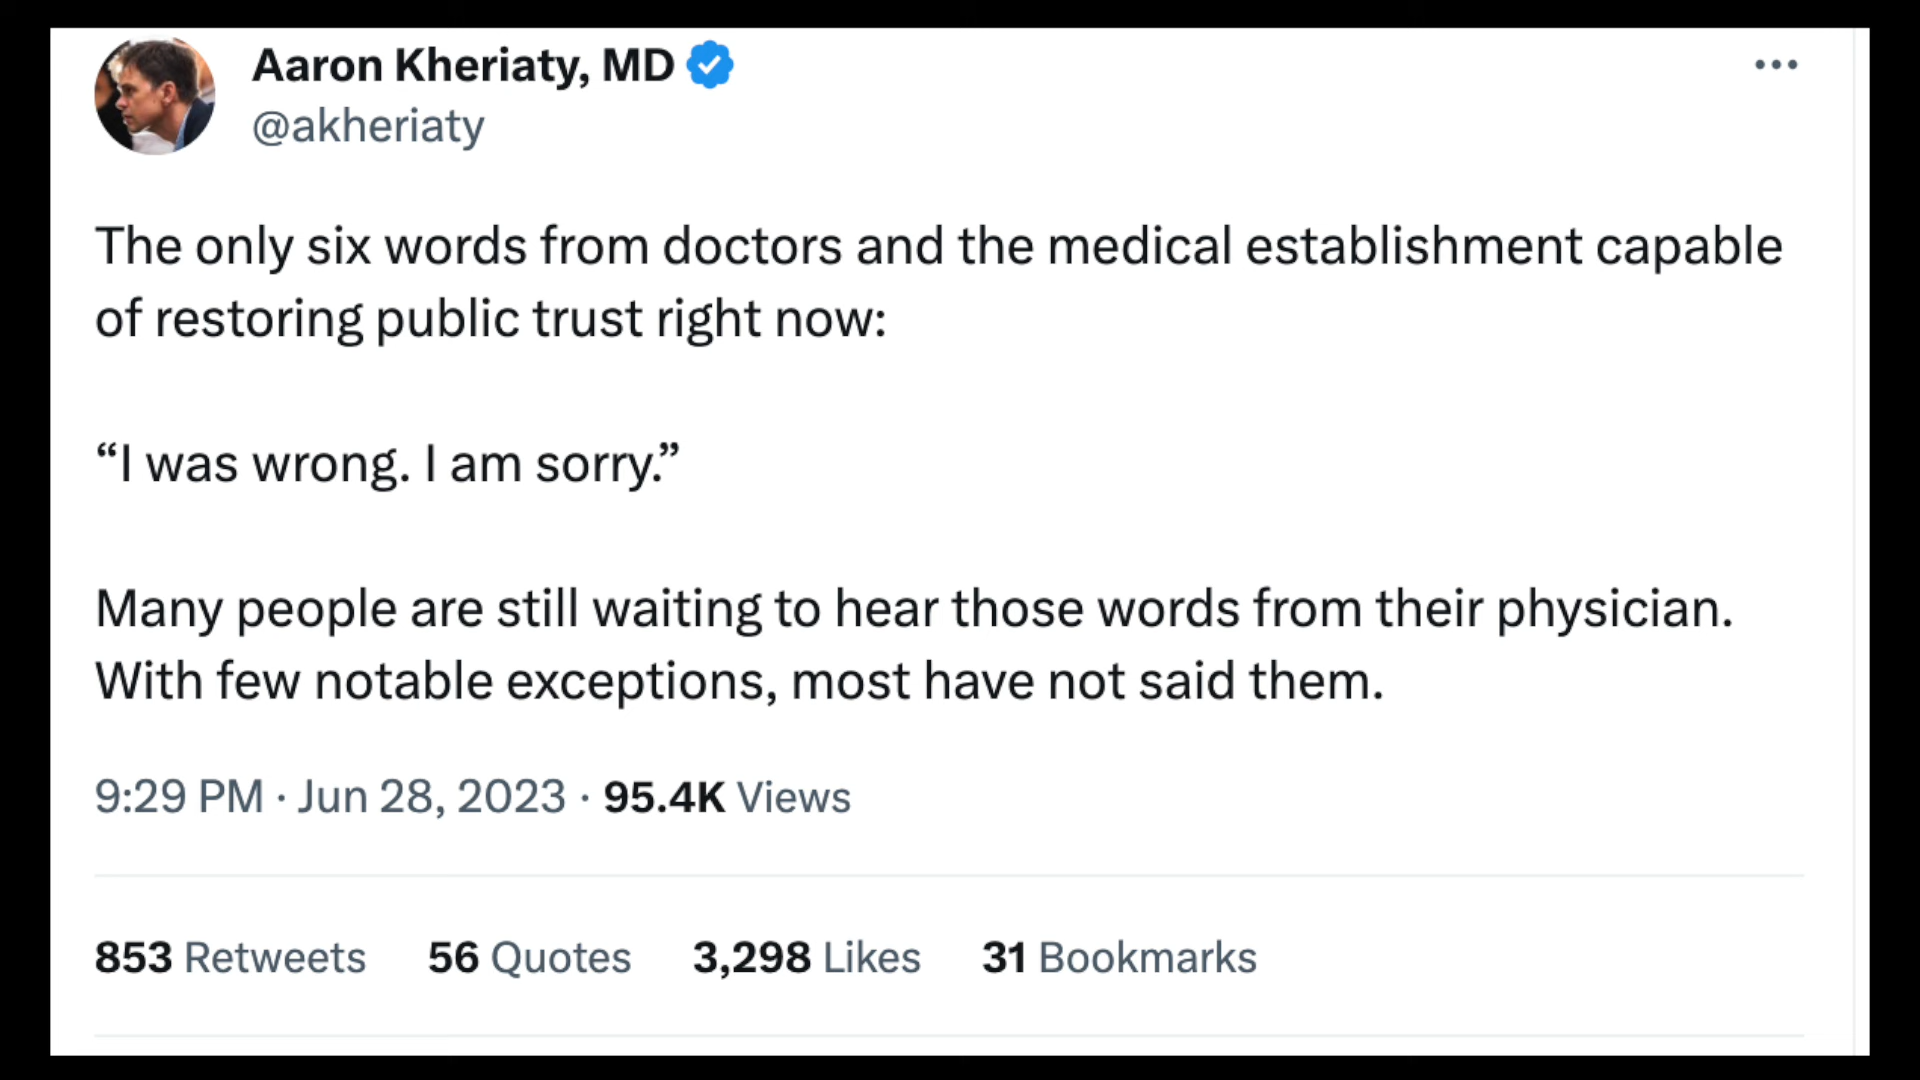 Aaron Kheriaty, MD
@akheriaty
The only six words from doctors and the medical establishment capable
of restoring public trust right now:
“I was wrong. I am sorry.”
Many people are still waiting to hear those words from their physician.
With few notable exceptions, most have not said them.
9:29 PM · Jun 28, 2023 · 95.4K Views
853 Retweets 56 Quotes 3,298 Likes 31 Bookmarks